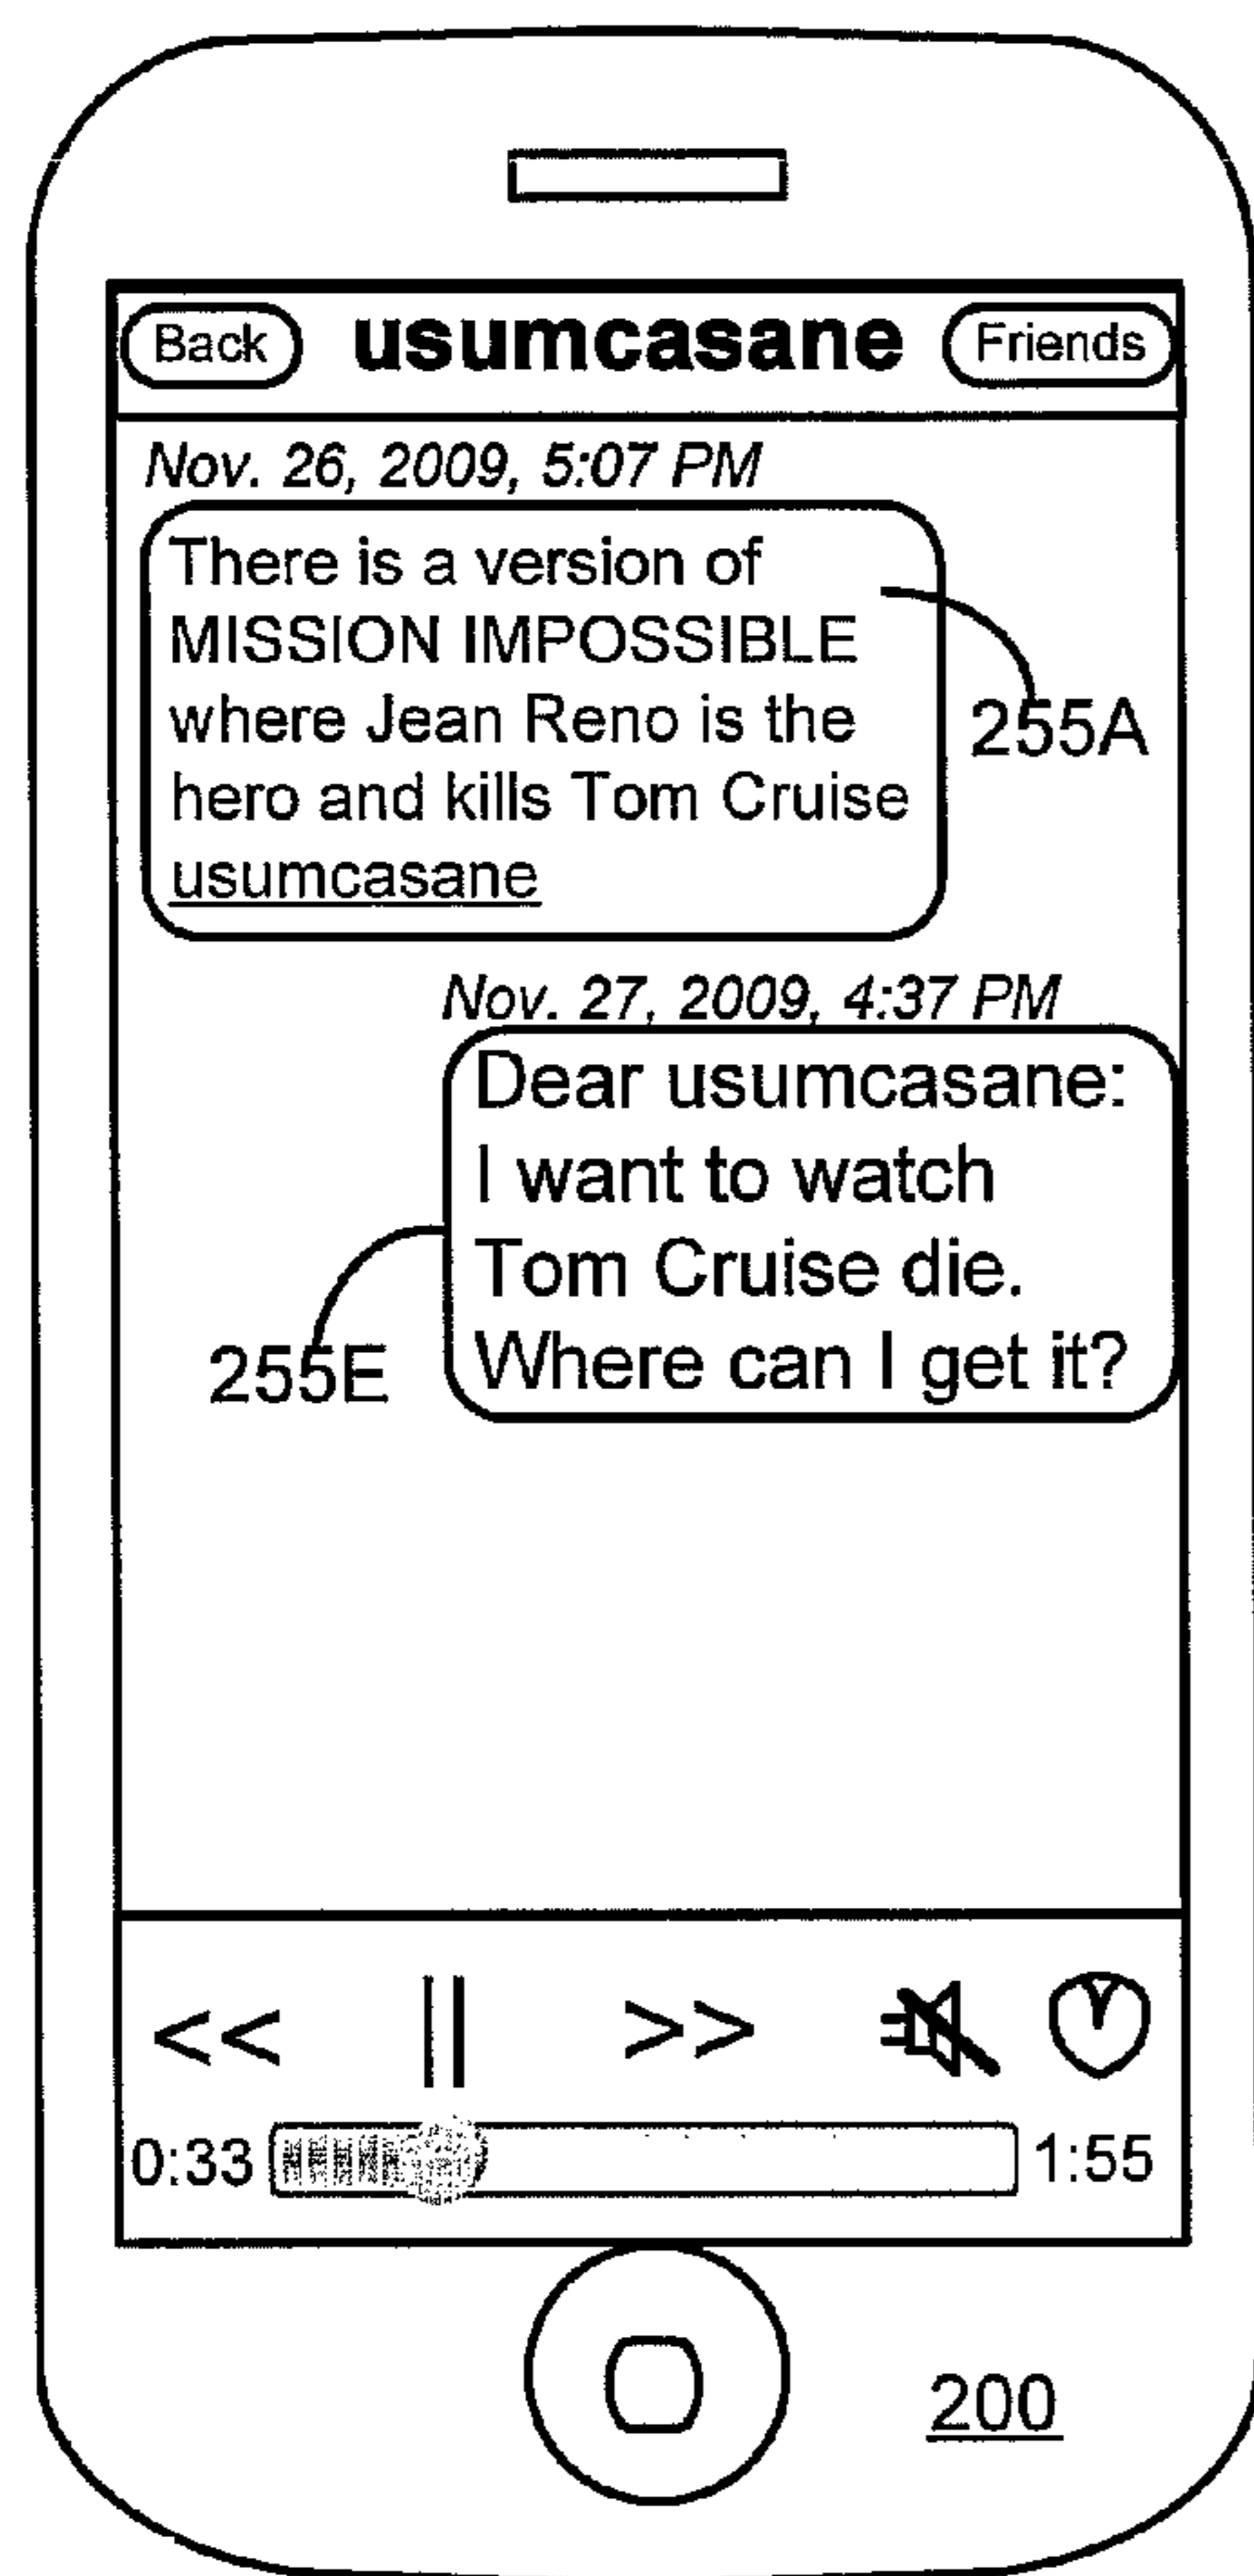 Back usumcasane Friends
Nov. 26, 2009, 5:07 PM
There is a version of
MISSION IMPOSSIBLE
where Jean Reno is the
hero and kills Tom Cruise
usumcasane
255A
Nov. 27, 2009, 4:37 PM
Dear usumcasane:
I want to watch
Tom Cruise die.
Where can I get it?
255E
<< || >>
0:33 1:55
200